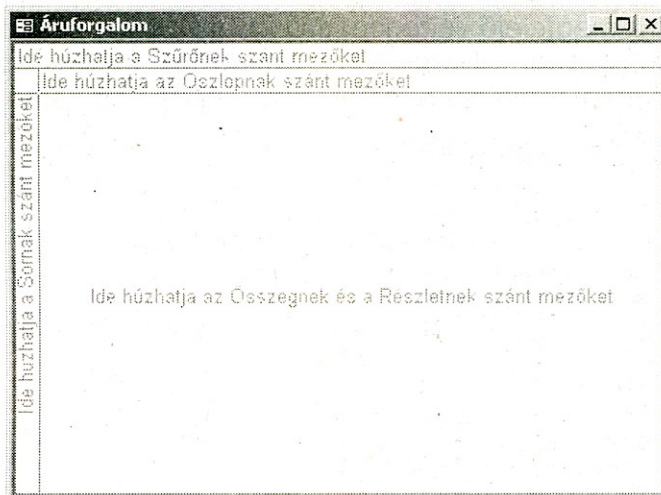 Áruforgalom
Ide húzhatja a Szűrőnek szánt mezőket
Ide húzhatja az Oszlopnak szánt mezőket
Ide húzhatja a Sornak szánt mezőket
Ide húzhatja az Összegnek és a Részletnek szánt mezőket